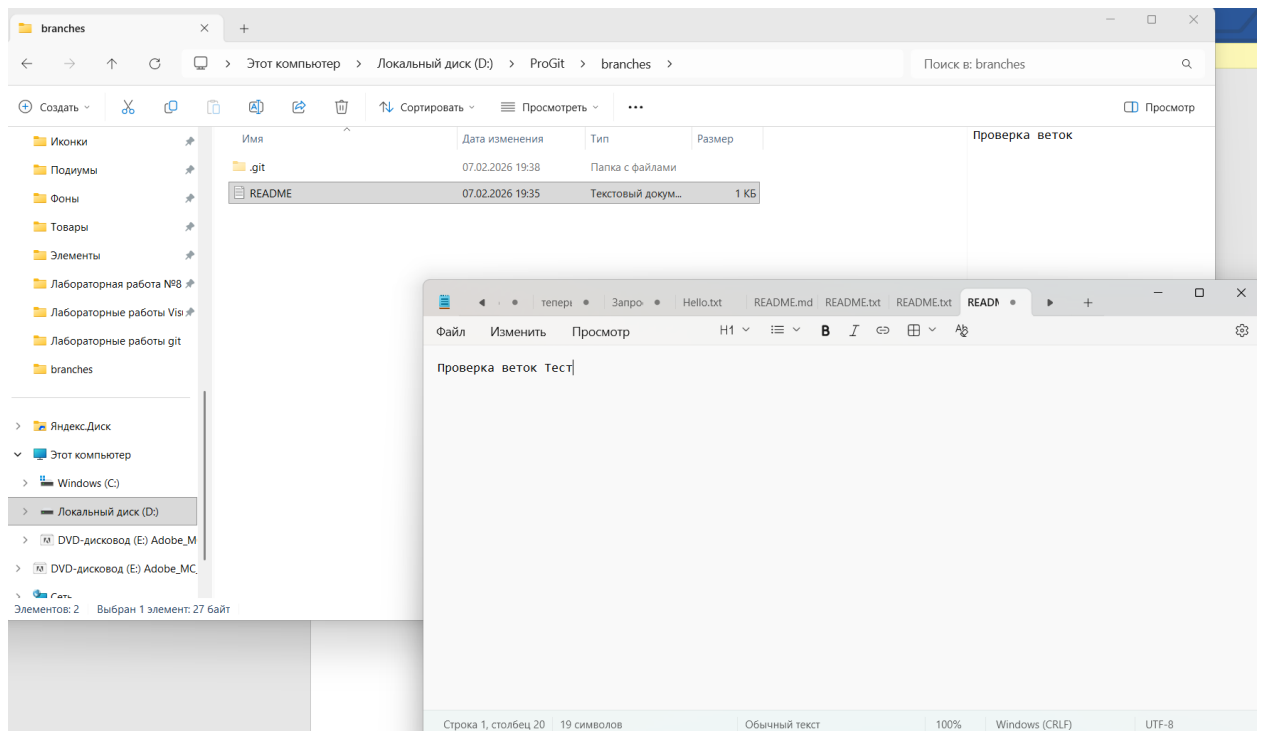 branches
Этот компьютер
Локальный диск (D:)
ProGit
branches
Поиск в: branches
Создать
Сортировать
Просмотреть
Просмотр
Иконки
Подиумы
Фоны
Товары
Элементы
Лабораторная работа №8
Лабораторные работы Visu
Лабораторные работы git
branches
Яндекс.Диск
Этот компьютер
Windows (C:)
Локальный диск (D:)
DVD-дисковод (E:) Adobe_M
DVD-дисковод (E:) Adobe_MC_
Сеть
Имя Дата изменения Тип Размер
.git 07.02.2026 19:38 Папка с файлами
README 07.02.2026 19:35 Текстовый докум... 1 КБ
Проверка веток
Элементов: 2 Выбран 1 элемент: 27 байт
Запро Hello.txt README.md README.txt README.txt READM
Файл Изменить Просмотр H1 B I
Проверка веток Тест
Строка 1, столбец 20 19 символов Обычный текст 100% Windows (CRLF) UTF-8